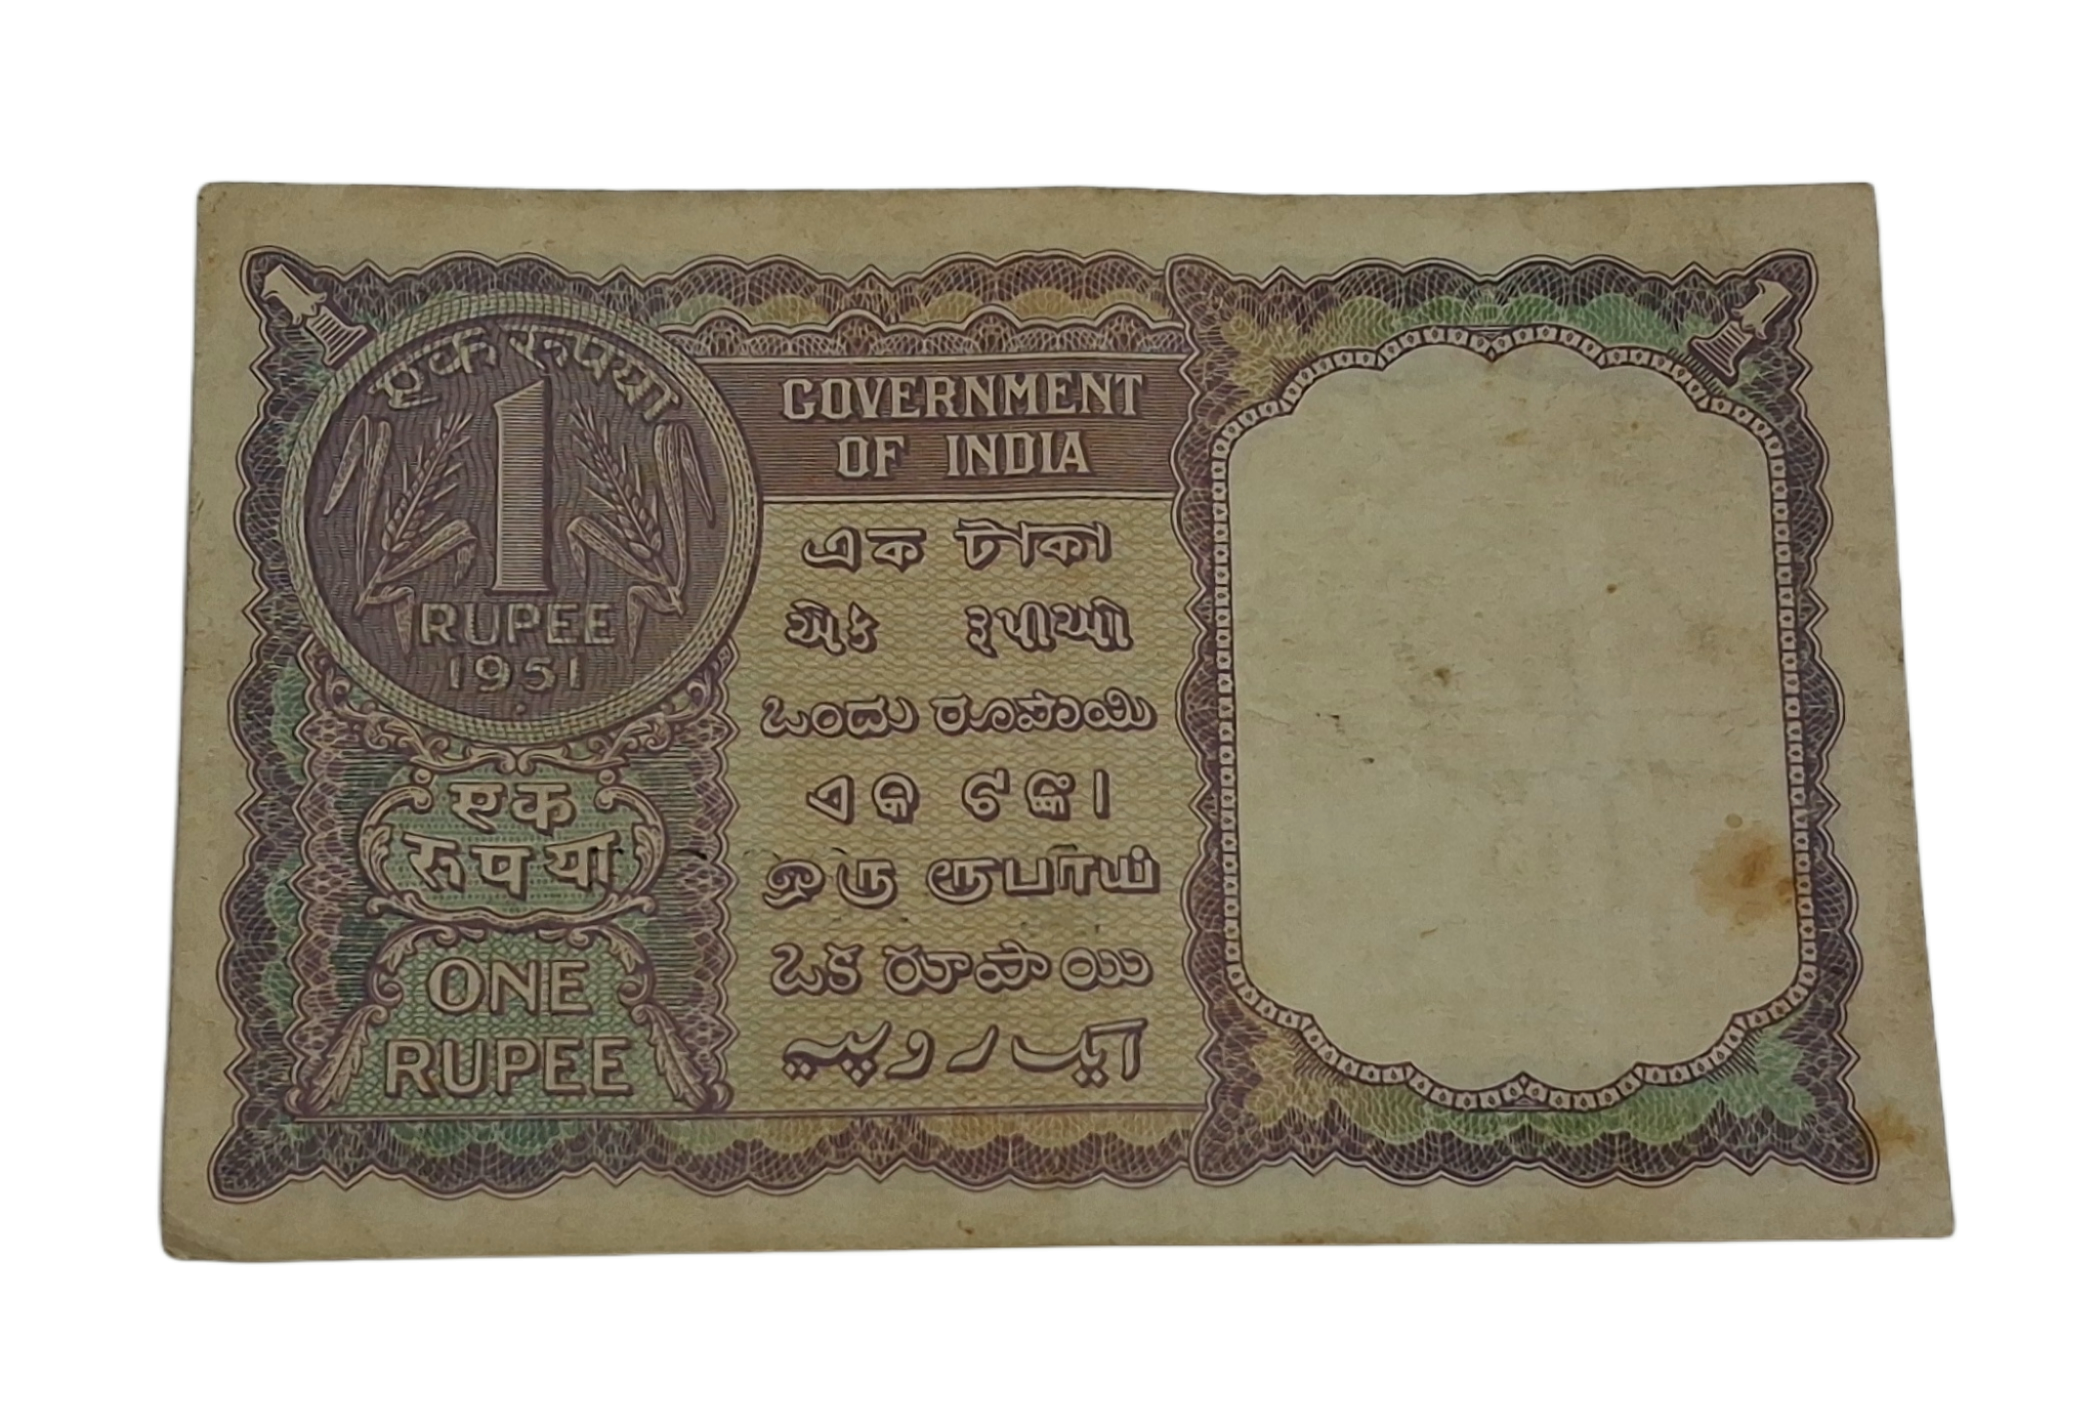 एक रूपया
1
RUPEE
1951
एक
रूपया
ONE
RUPEE
GOVERNMENT
OF INDIA
এক টাকা
એક રૂપીઓ
ಒಂದು ರೂಪಾಯಿ
ଏକ ଟଙ୍କା
ஒரு ரூபாய்
ఒక రూపాయి
ایک روپیہ